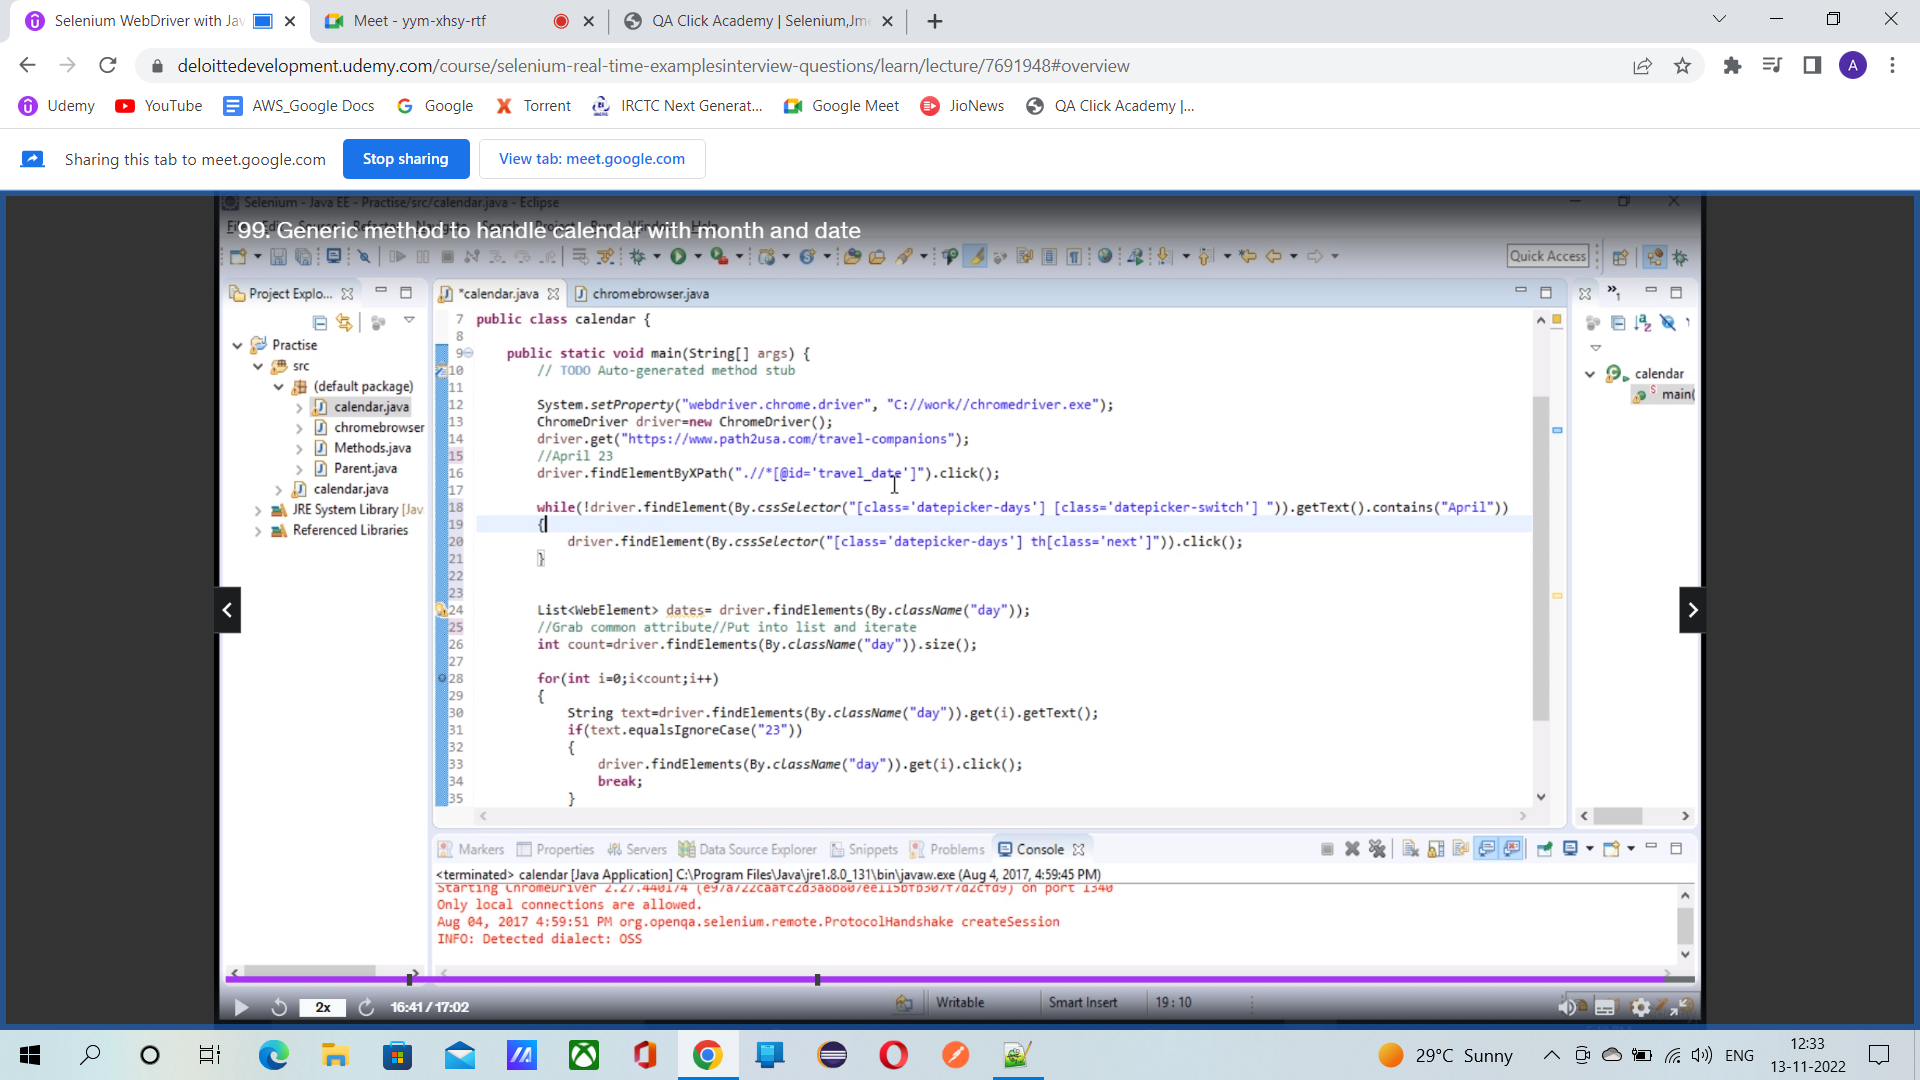 Selenium WebDriver with Jav
Meet - yym-xhsy-rtf
QA Click Academy | Selenium,Jme
deloittedevelopment.udemy.com/course/selenium-real-time-examplesinterview-questions/learn/lecture/7691948#overview
A
Udemy
YouTube
AWS_Google Docs
Google
Torrent
IRCTC Next Generat...
Google Meet
JioNews
QA Click Academy |...
Sharing this tab to meet.google.com
Stop sharing
View tab: meet.google.com
Selenium - Java EE - Practise/src/calendar.java - Eclipse
99. Generic method to handle calendar with month and date
Quick Access
Project Explo...
*calendar.java
chromebrowser.java
Practise
src
(default package)
calendar.java
chromebrowser
Methods.java
Parent.java
calendar.java
JRE System Library [Jav
Referenced Libraries
7 public class calendar {
8
9 public static void main(String[] args) {
10 // TODO Auto-generated method stub
11
12 System.setProperty("webdriver.chrome.driver", "C://work//chromedriver.exe");
13 ChromeDriver driver=new ChromeDriver();
14 driver.get("https://www.path2usa.com/travel-companions");
15 //April 23
16 driver.findElementByXPath(".//*[@id='travel_date']").click();
17
18 while(!driver.findElement(By.cssSelector("[class='datepicker-days'] [class='datepicker-switch'] ")).getText().contains("April"))
19 {
20 driver.findElement(By.cssSelector("[class='datepicker-days'] th[class='next']")).click();
21 }
22
23
24 List<WebElement> dates= driver.findElements(By.className("day"));
25 //Grab common attribute//Put into list and iterate
26 int count=driver.findElements(By.className("day")).size();
27
28 for(int i=0;i<count;i++)
29 {
30 String text=driver.findElements(By.className("day")).get(i).getText();
31 if(text.equalsIgnoreCase("23"))
32 {
33 driver.findElements(By.className("day")).get(i).click();
34 break;
35 }
calendar
main(
Markers
Properties
Servers
Data Source Explorer
Snippets
Problems
Console
<terminated> calendar [Java Application] C:\Program Files\Java\jre1.8.0_131\bin\javaw.exe (Aug 4, 2017, 4:59:45 PM)
Starting ChromeDriver 2.27.440174 (e97a722caafc2d3a8b807ee115bfb307f7d2cfd9) on port 1340
Only local connections are allowed.
Aug 04, 2017 4:59:51 PM org.openqa.selenium.remote.ProtocolHandshake createSession
INFO: Detected dialect: OSS
2x
16:41 / 17:02
Writable
Smart Insert
19 : 10
29°C Sunny
ENG
12:33
13-11-2022